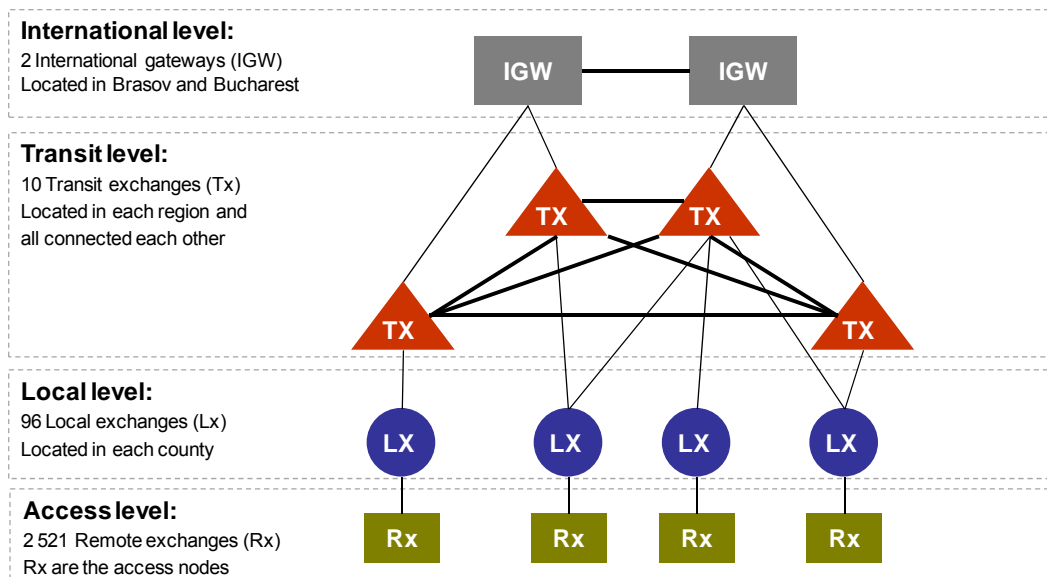 International level:
2 International gateways (IGW)
Located in Brasov and Bucharest
IGW IGW
Transit level:
10 Transit exchanges (Tx)
Located in each region and
all connected each other
TX TX
TX TX
Local level:
96 Local exchanges (Lx)
Located in each county
LX LX LX LX
Access level:
2 521 Remote exchanges (Rx)
Rx are the access nodes
Rx Rx Rx Rx